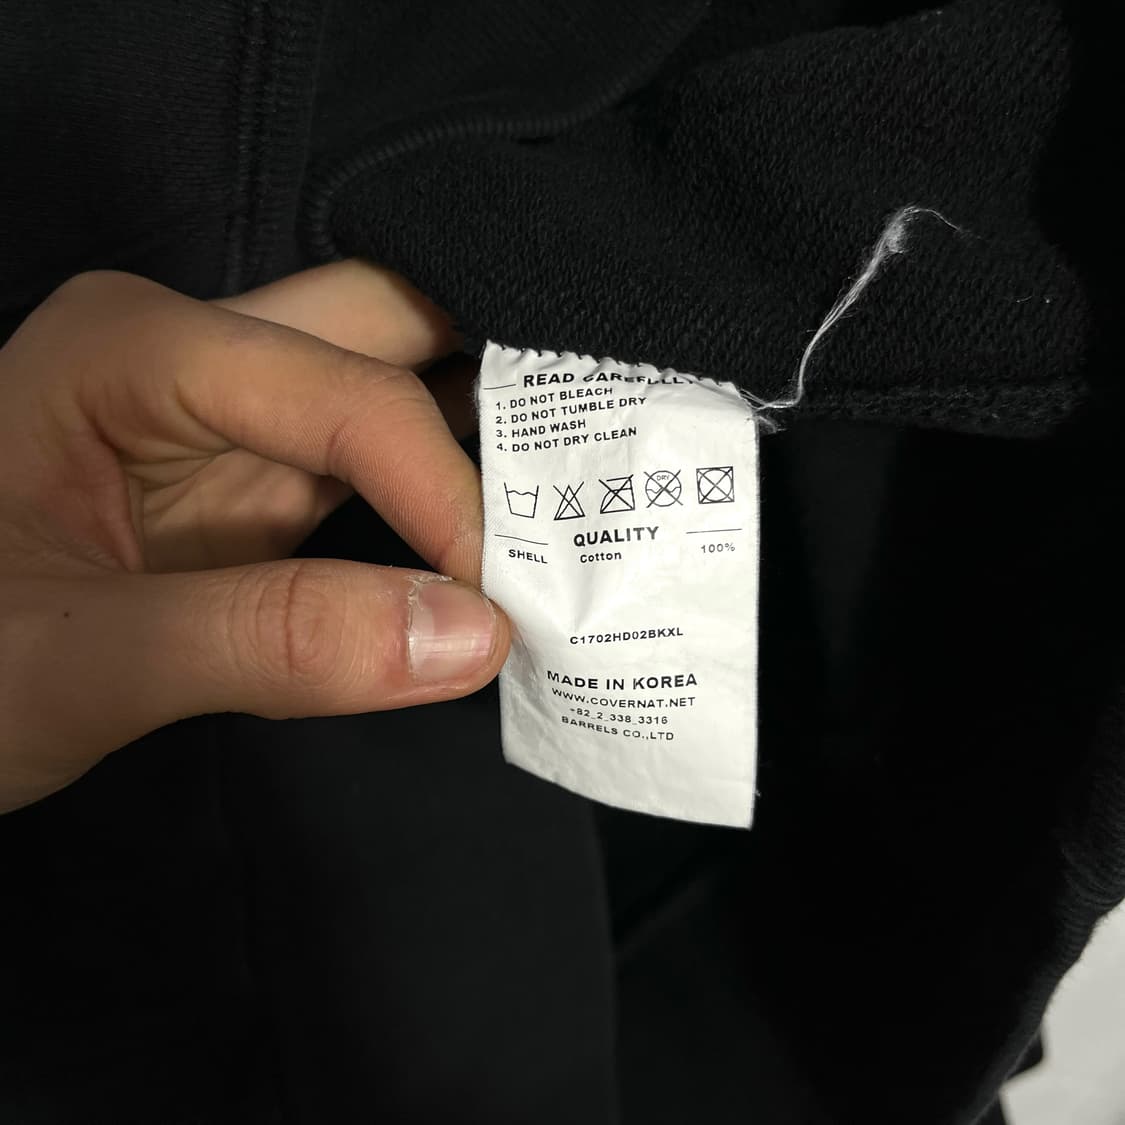 READ CAREFULLY
1. DO NOT BLEACH
2. DO NOT TUMBLE DRY
3. HAND WASH
4. DO NOT DRY CLEAN
DRY
QUALITY
SHELL Cotton 100%
C1702HD02BKXL
MADE IN KOREA
WWW.COVERNAT.NET
+82_2_338_3316
BARRELS CO.,LTD